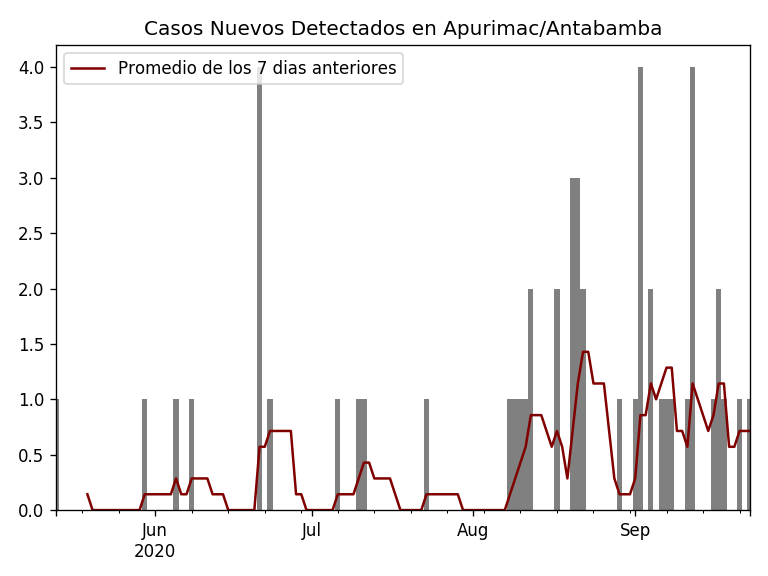 Casos Nuevos Detectados en Apurimac/Antabamba
Promedio de los 7 dias anteriores
4.0
3.5
3.0
2.5
2.0
1.5
1.0
0.5
0.0
Jun
2020
Jul
Aug
Sep